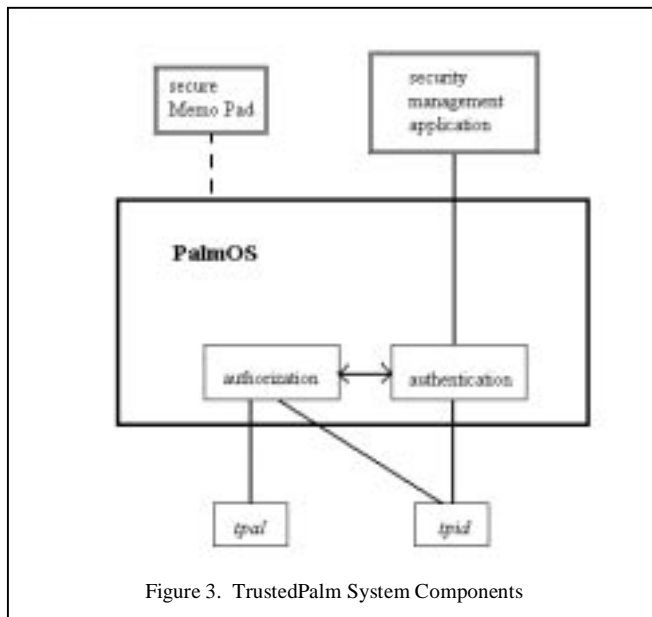 secure
Memo Pad
security
management
application
PalmOS
authorization
authentication
tpal
tpid
Figure 3. TrustedPalm System Components